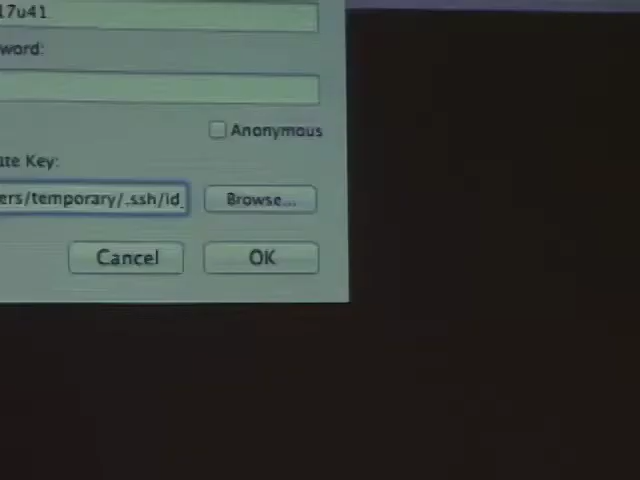 17u41
word:
Anonymous
ate Key:
ers/temporary/.ssh/id_
Browse...
Cancel
OK